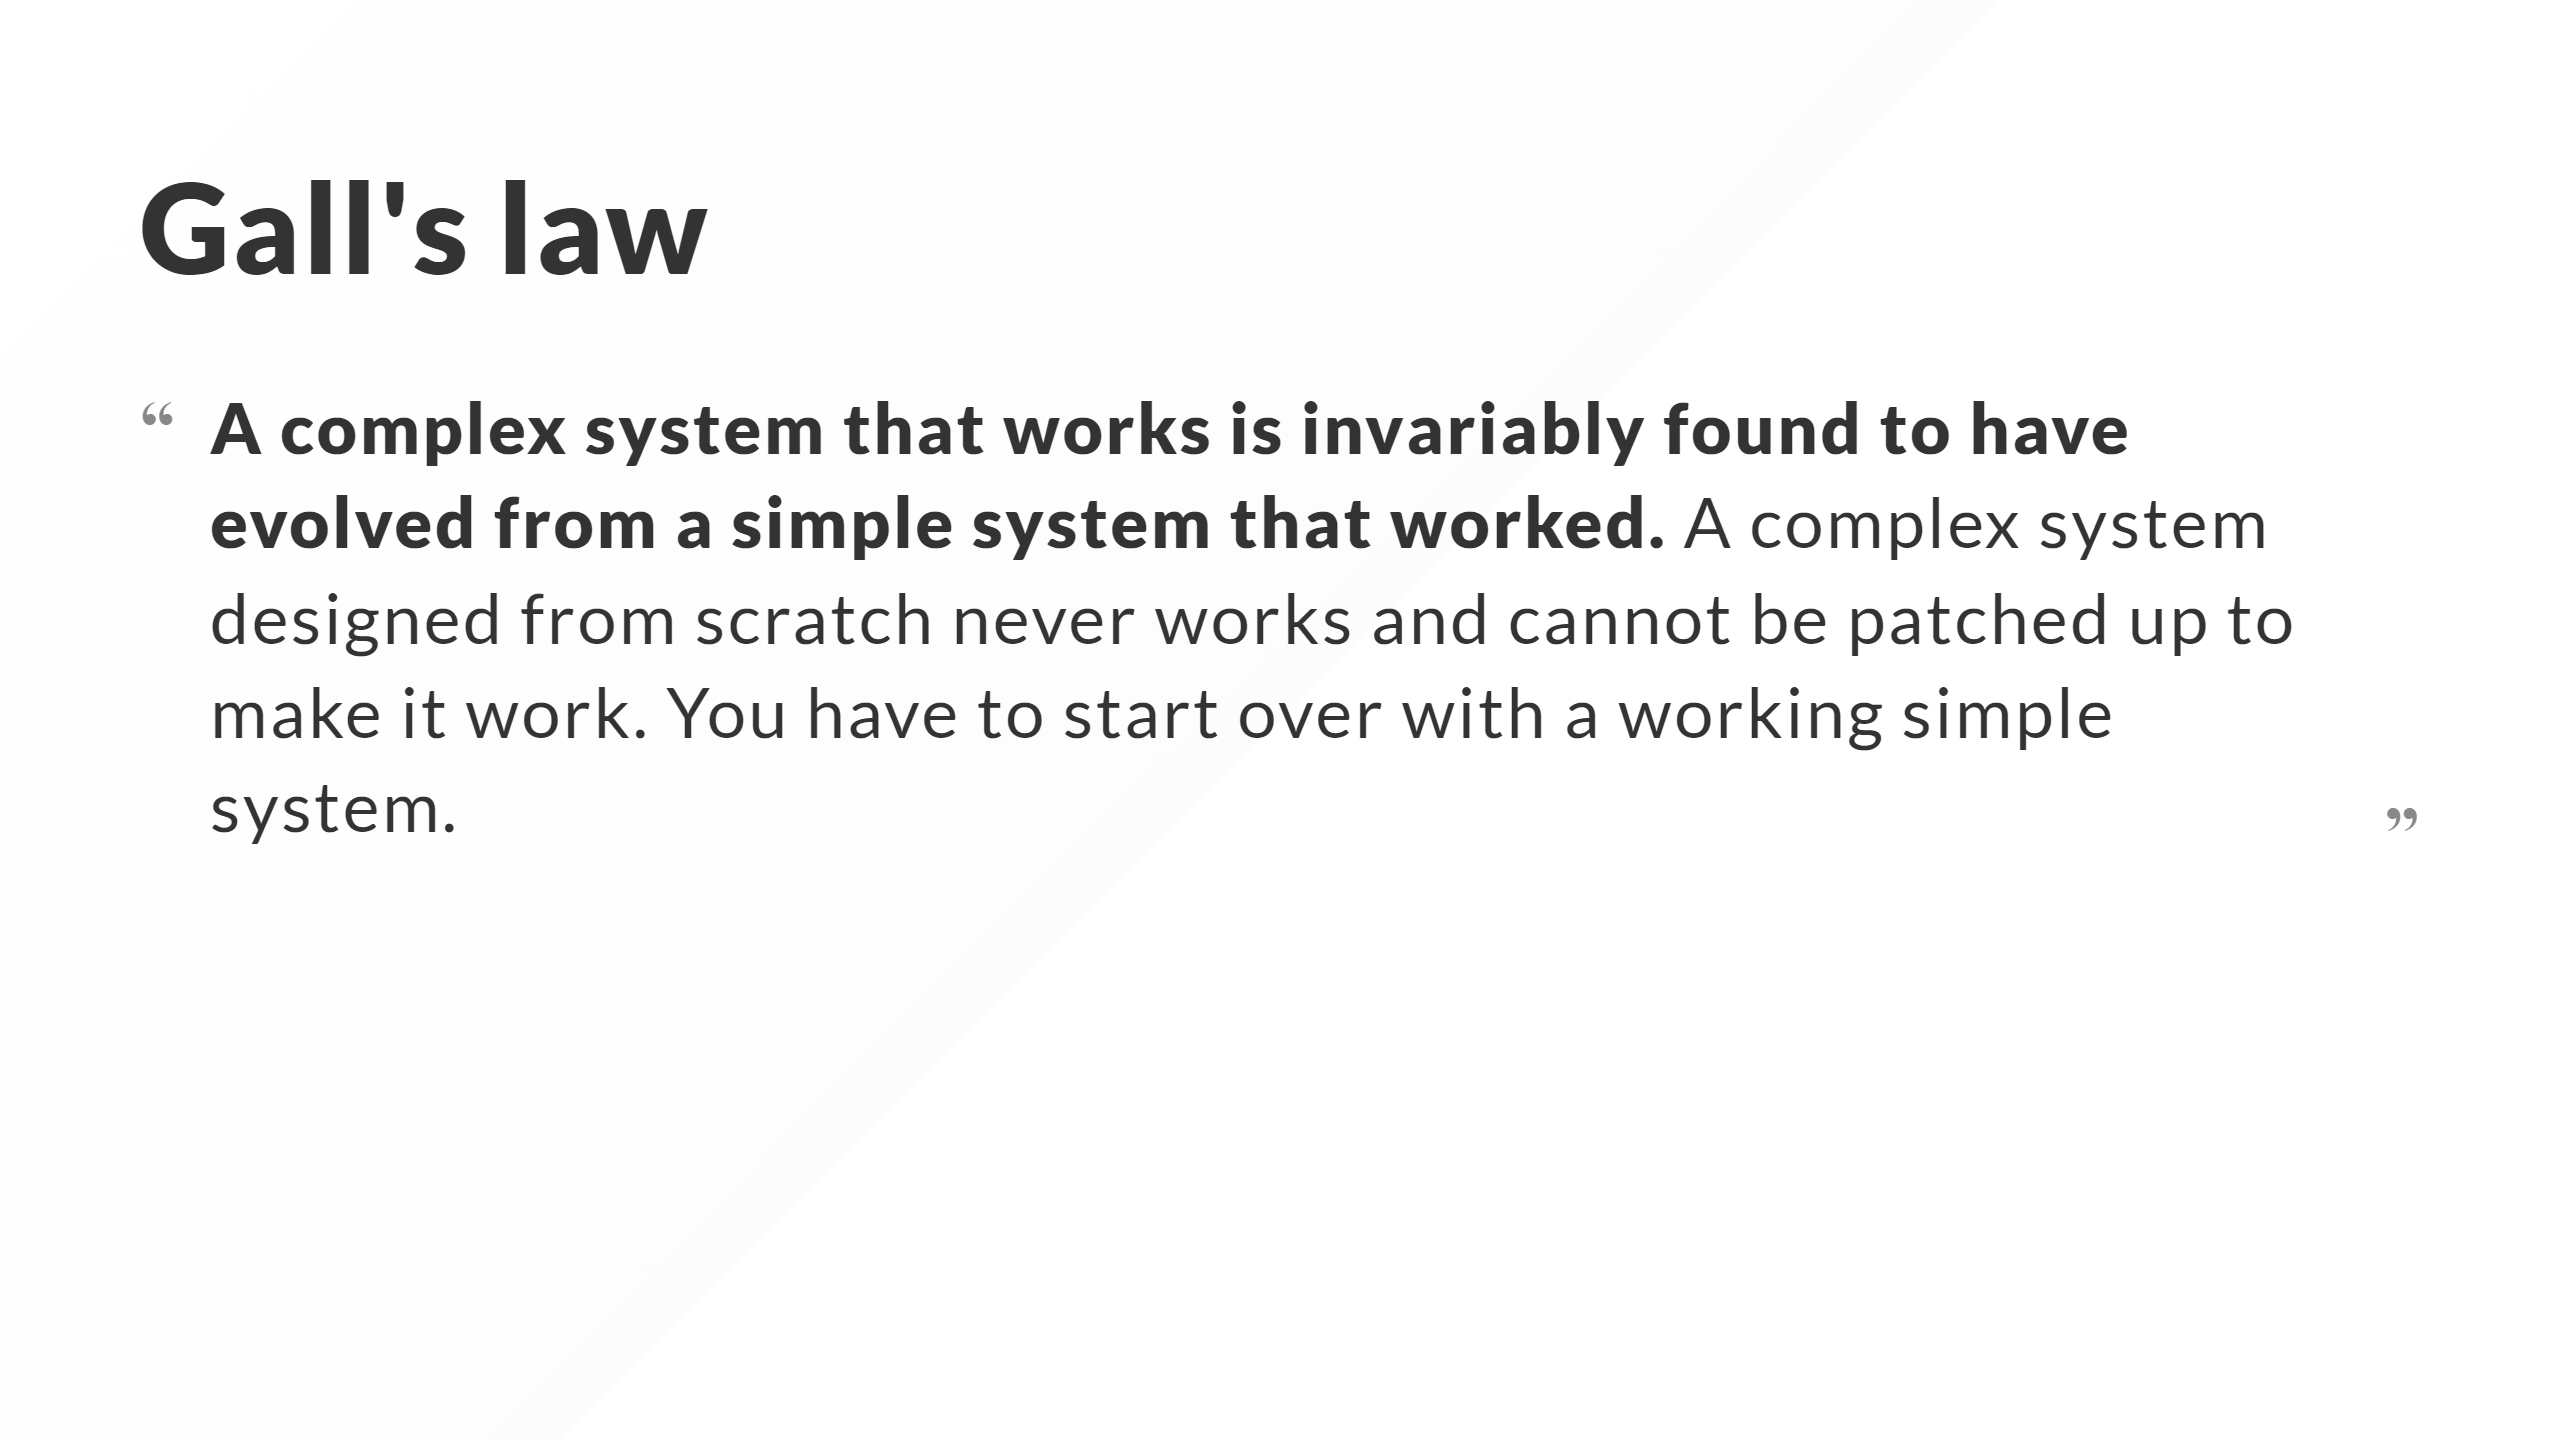 Gall's law
“ A complex system that works is invariably found to have
evolved from a simple system that worked. A complex system
designed from scratch never works and cannot be patched up to
make it work. You have to start over with a working simple
system. ”